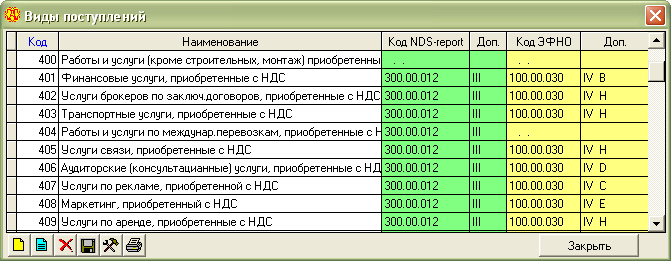 Виды поступлений
Код Наименование Код NDS-report Доп. Код ЭФНО Доп.
400 Работы и услуги (кроме строительных, монтаж) приобретенны . . . .
401 Финансовые услуги, приобретенные с НДС 300.00.012 III 100.00.030 IV B
402 Услуги брокеров по заключ.договоров, приобретенные с Н 300.00.012 III 100.00.030 IV H
403 Транспортные услуги, приобретенные с НДС 300.00.012 III 100.00.030 IV H
404 Работы и услуги по междунар.перевозкам, приобретенные с 300.00.012 III . .
405 Услуги связи, приобретенные с НДС 300.00.012 III 100.00.030 IV H
406 Аудиторские (консультацианные) услуги, приобретенные с Н 300.00.012 III 100.00.030 IV D
407 Услуги по рекламе, приобретенной с НДС 300.00.012 III 100.00.030 IV C
408 Маркетинг, приобретенный с НДС 300.00.012 III 100.00.030 IV E
409 Услуги по аренде, приобретенные с НДС 300.00.012 III 100.00.030 IV H
Закрыть